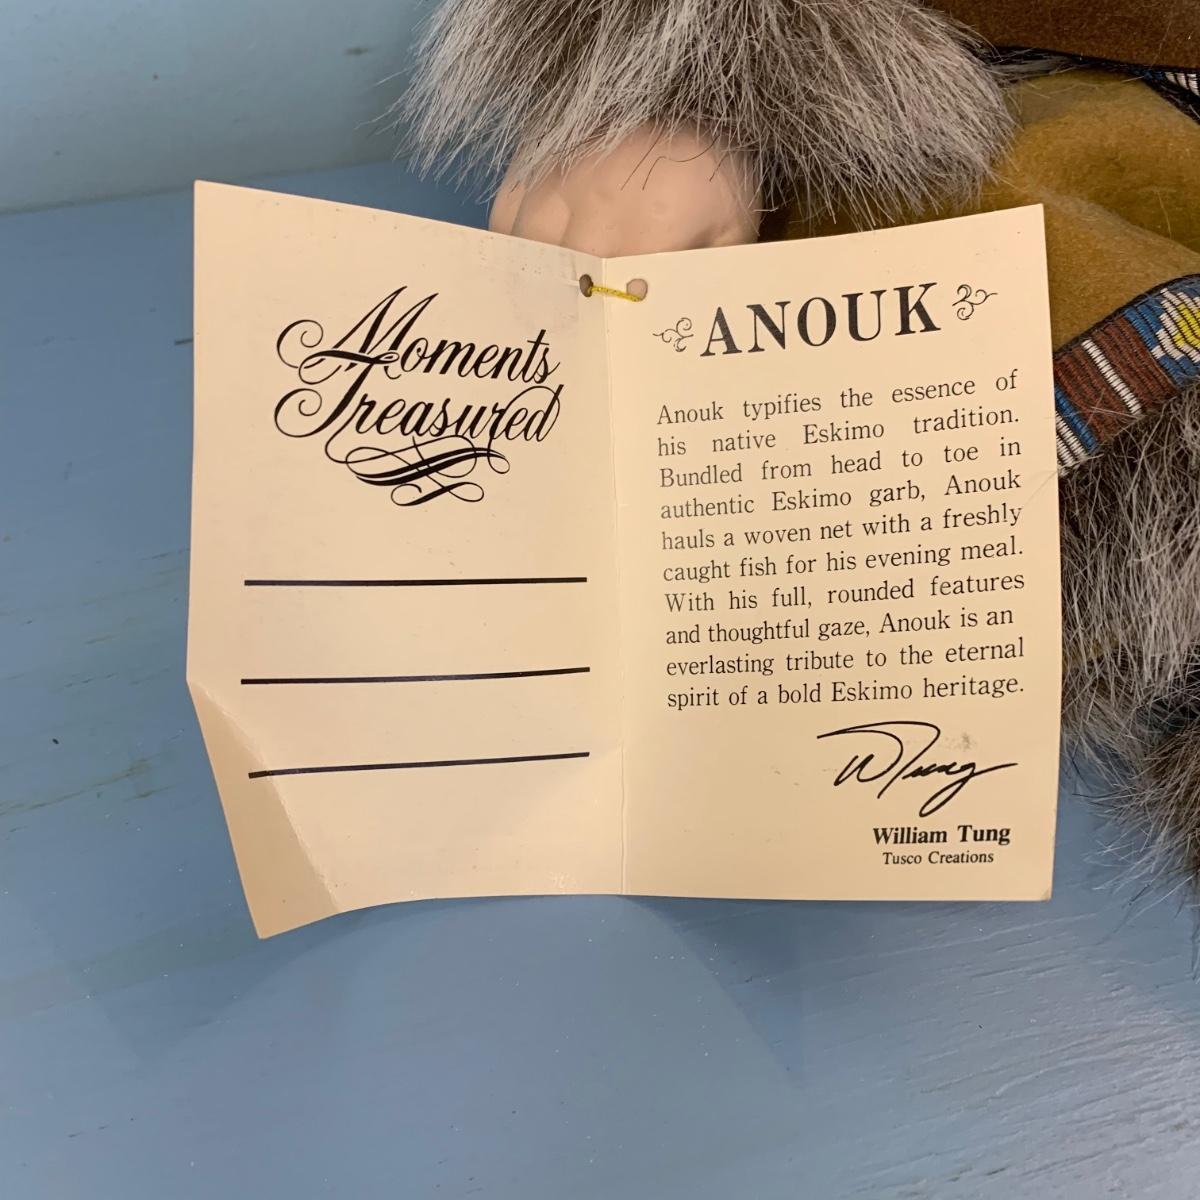 Moments
Treasured
ANOUK
Anouk typifies the essence of
his native Eskimo tradition.
Bundled from head to toe in
authentic Eskimo garb, Anouk
hauls a woven net with a freshly
caught fish for his evening meal.
With his full, rounded features
and thoughtful gaze, Anouk is an
everlasting tribute to the eternal
spirit of a bold Eskimo heritage.
W Tung
William Tung
Tusco Creations